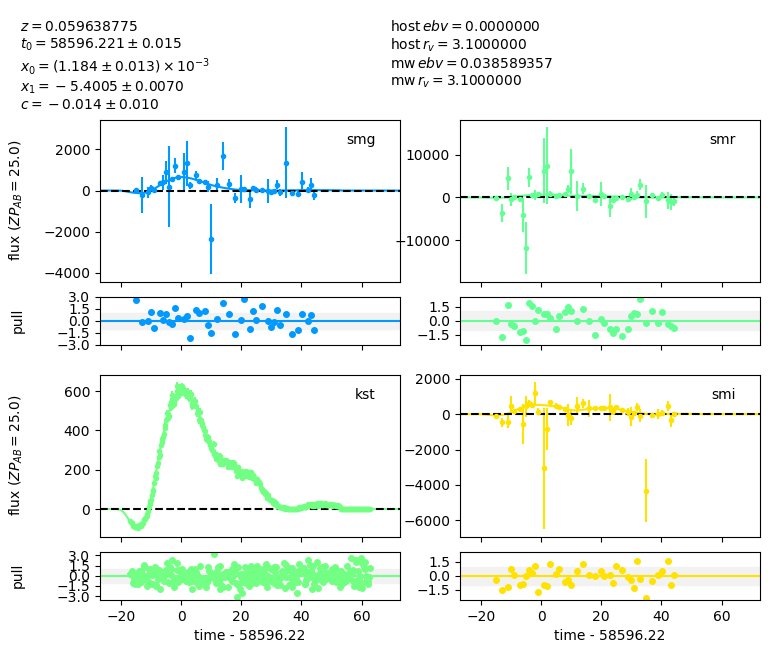 z = 0.059638775
t₀ = 58596.221 ± 0.015
x₀ = (1.184 ± 0.013) × 10⁻³
x₁ = −5.4005 ± 0.0070
c = −0.014 ± 0.010
host ebv = 0.0000000
host r_v = 3.1000000
mw ebv = 0.038589357
mw r_v = 3.1000000
smg
2000
0
−2000
−4000
flux (ZP_AB = 25.0)
smr
10000
0
−10000
3.0
1.5
0.0
−1.5
−3.0
pull
1.5
0.0
−1.5
kst
600
400
200
0
flux (ZP_AB = 25.0)
smi
2000
0
−2000
−4000
−6000
3.0
1.5
0.0
−1.5
−3.0
pull
−20 0 20 40 60
time - 58596.22
1.5
0.0
−1.5
−20 0 20 40 60
time - 58596.22